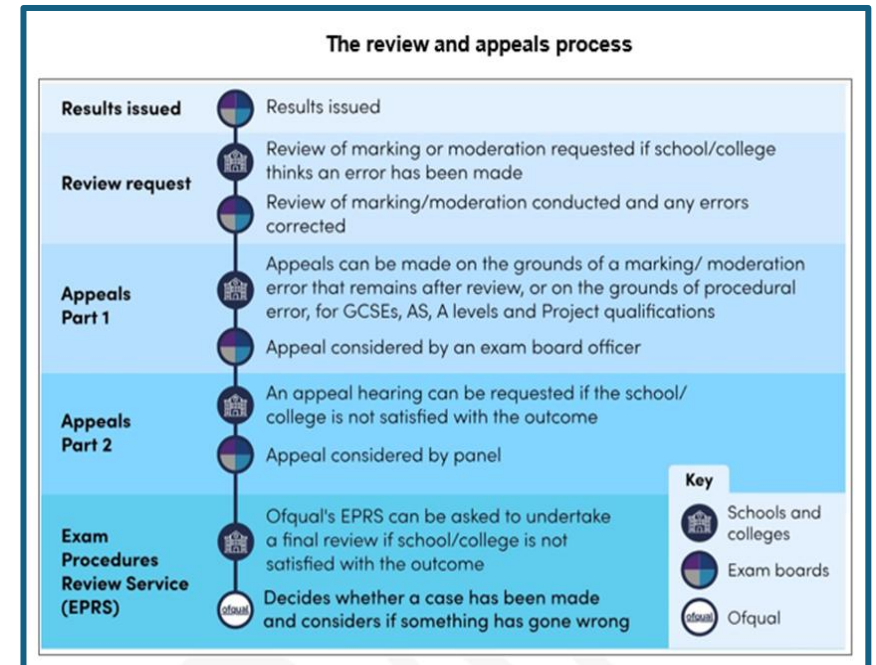 The review and appeals process
Results issued
Results issued
Review request
Review of marking or moderation requested if school/college
thinks an error has been made
Review of marking/moderation conducted and any errors
corrected
Appeals
Part 1
Appeals can be made on the grounds of a marking/ moderation
error that remains after review, or on the grounds of procedural
error, for GCSEs, AS, A levels and Project qualifications
Appeal considered by an exam board officer
Appeals
Part 2
An appeal hearing can be requested if the school/
college is not satisfied with the outcome
Appeal considered by panel
Exam
Procedures
Review Service
(EPRS)
Ofqual's EPRS can be asked to undertake
a final review if school/college is not
satisfied with the outcome
ofqual
Decides whether a case has been made
and considers if something has gone wrong
Key
Schools and
colleges
Exam boards
ofqual
Ofqual